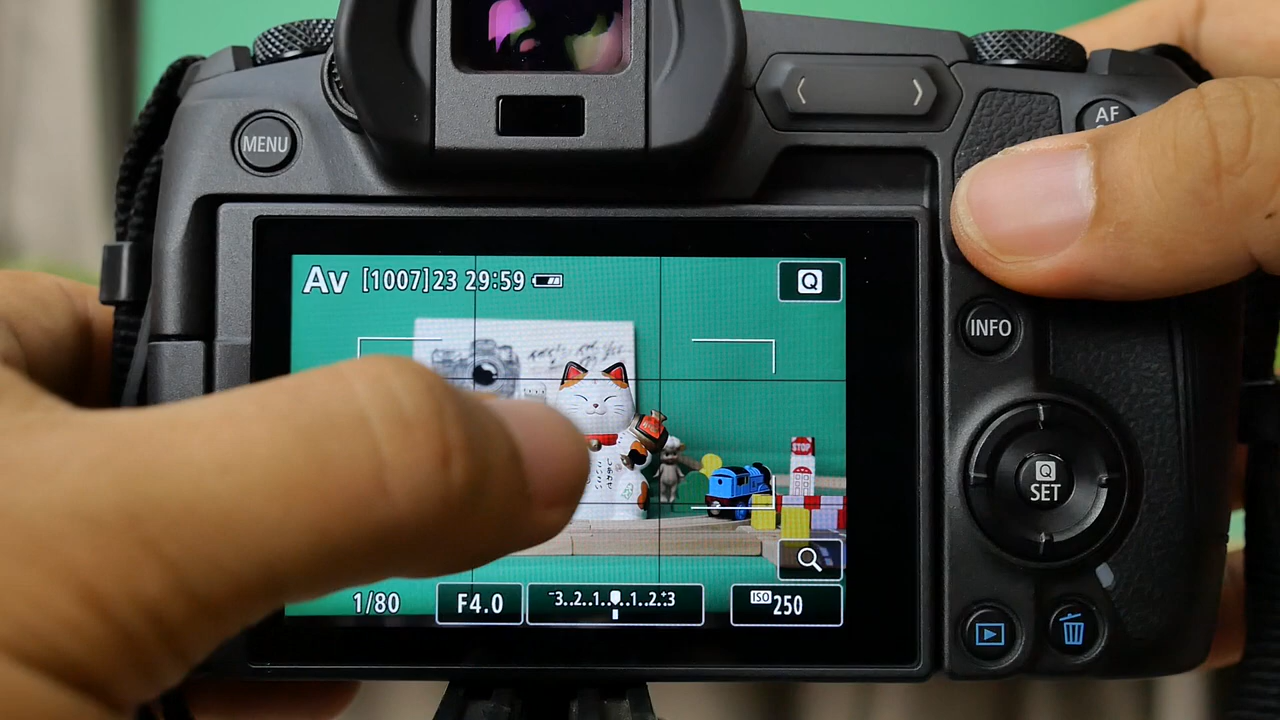 MENU
AF
Av [1007]23 29:59
Q
STOP
INFO
Q
SET
1/80 F4.0 -3..2..1..0..1..2.+3 ISO 250